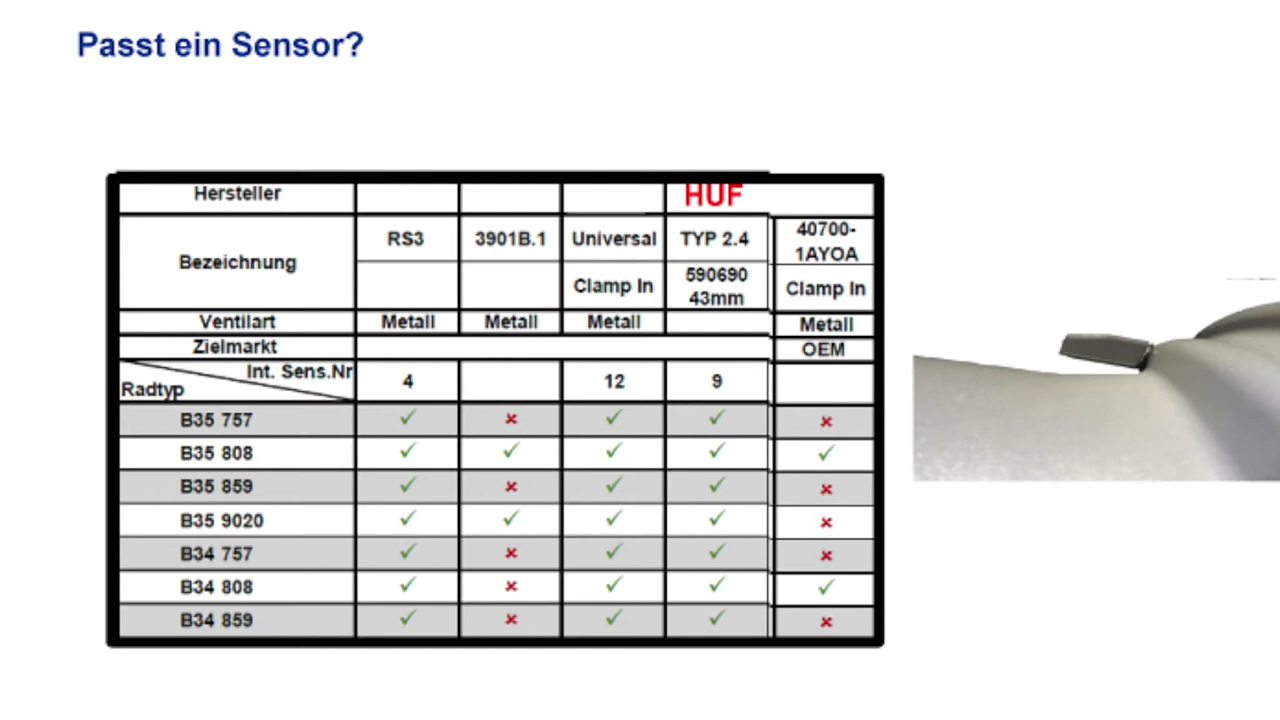 Passt ein Sensor?
Hersteller HUF
Bezeichnung RS3 3901B.1 Universal TYP 2.4 40700-1AYOA
Clamp In 590690 43mm Clamp In
Ventilart Metall Metall Metall Metall
Zielmarkt OEM
Int. Sens.Nr
Radtyp 4 12 9
B35 757 ✓ × ✓ ✓ ×
B35 808 ✓ ✓ ✓ ✓ ✓
B35 859 ✓ × ✓ ✓ ×
B35 9020 ✓ ✓ ✓ ✓ ×
B34 757 ✓ × ✓ ✓ ×
B34 808 ✓ × ✓ ✓ ✓
B34 859 ✓ × ✓ ✓ ×